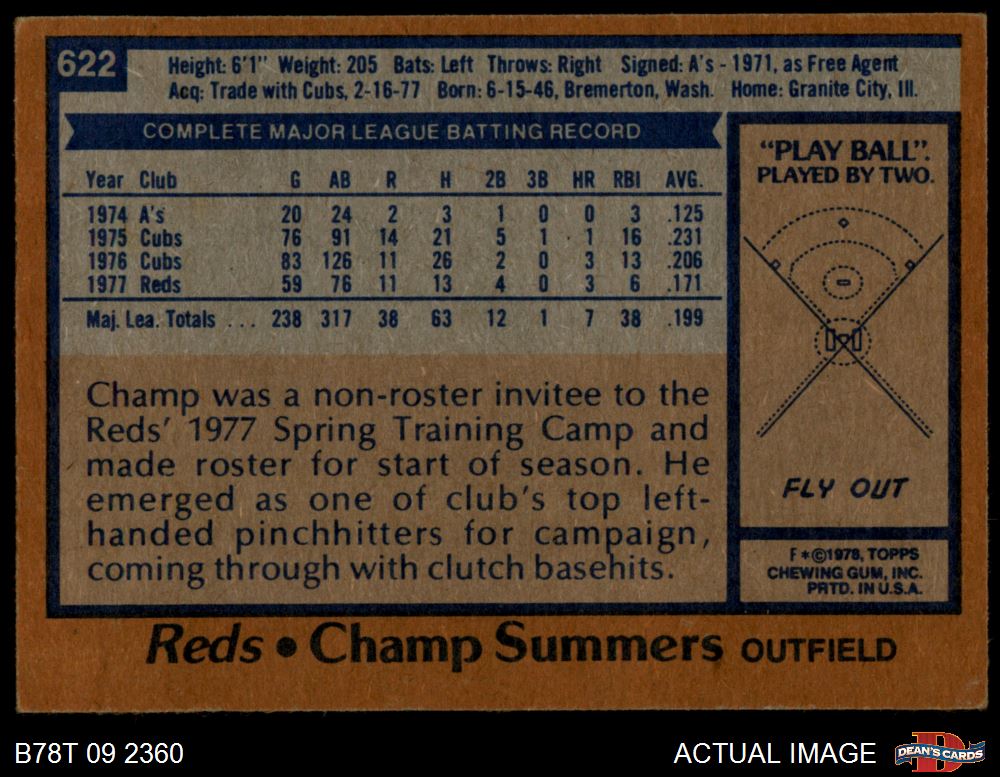 622
Height: 6'1" Weight: 205 Bats: Left Throws: Right Signed: A's - 1971, as Free Agent
Acq: Trade with Cubs, 2-16-77 Born: 6-15-46, Bremerton, Wash. Home: Granite City, Ill.
COMPLETE MAJOR LEAGUE BATTING RECORD
Year Club G AB R H 2B 3B HR RBI AVG.
1974 A's 20 24 2 3 1 0 0 3 .125
1975 Cubs 76 91 14 21 5 1 1 16 .231
1976 Cubs 83 126 11 26 2 0 3 13 .206
1977 Reds 59 76 11 13 4 0 3 6 .171
Maj. Lea. Totals ... 238 317 38 63 12 1 7 38 .199
Champ was a non-roster invitee to the
Reds' 1977 Spring Training Camp and
made roster for start of season. He
emerged as one of club's top left-
handed pinchhitters for campaign,
coming through with clutch basehits.
"PLAY BALL".
PLAYED BY TWO.
FLY OUT
F*©1978, TOPPS
CHEWING GUM, INC.
PRTD. IN U.S.A.
Reds • Champ Summers OUTFIELD
B78T 09 2360
ACTUAL IMAGE
D
DEAN'S CARDS